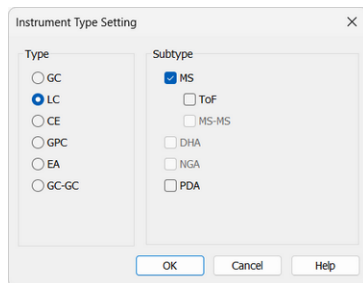 Instrument Type Setting
Type
GC
LC
CE
GPC
EA
GC-GC
Subtype
MS
ToF
MS-MS
DHA
NGA
PDA
OK
Cancel
Help